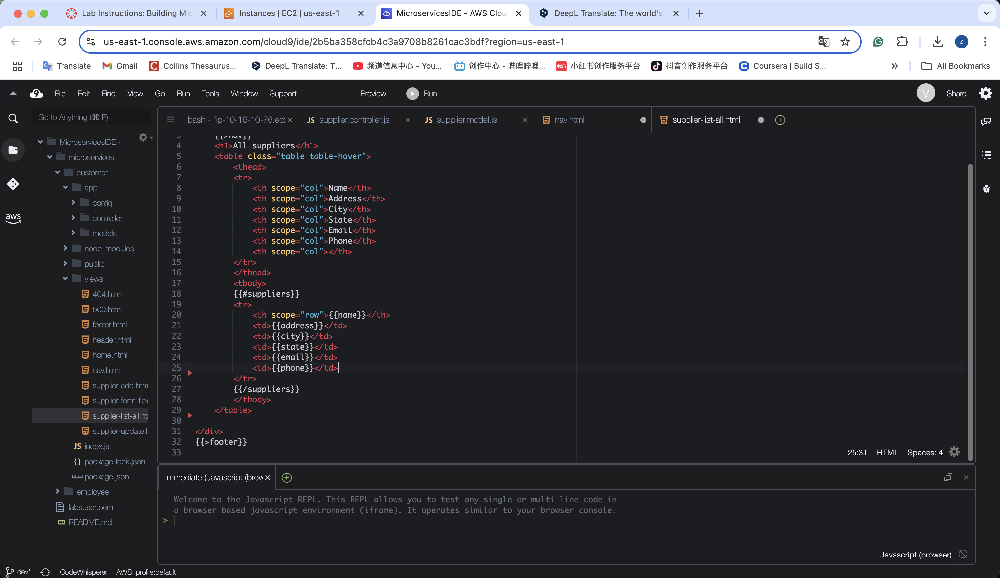 Lab Instructions: Building Mic
Instances | EC2 | us-east-1
MicroservicesIDE - AWS Clou
DeepL Translate: The world's
us-east-1.console.aws.amazon.com/cloud9/ide/2b5ba358cfcb4c3a9708b8261cac3bdf?region=us-east-1
z
Translate
Gmail
Collins Thesaurus...
DeepL Translate: T...
频道信息中心 - You...
创作中心 - 哔哩哔哩...
小红书
小红书创作服务平台
抖音创作服务平台
Coursera | Build S...
All Bookmarks
9 File Edit Find View Go Run Tools Window Support Preview Run V Share
Go to Anything (⌘ P)
MicroservicesIDE -
microservices
customer
app
config
controller
models
node_modules
public
views
404.html
500.html
footer.html
header.html
home.html
nav.html
supplier-add.htm
supplier-form-field
supplier-list-all.htm
supplier-update.h
JS index.js
{} package-lock.json
package.json
employee
labsuser.pem
README.md
aws
bash - "ip-10-16-10-76.ec2
JS supplier.controller.js
JS supplier.model.js
nav.html
supplier-list-all.html
3 {{>nav}}
4 <h1>All suppliers</h1>
5 <table class="table table-hover">
6 <thead>
7 <tr>
8 <th scope="col">Name</th>
9 <th scope="col">Address</th>
10 <th scope="col">City</th>
11 <th scope="col">State</th>
12 <th scope="col">Email</th>
13 <th scope="col">Phone</th>
14 <th scope="col"></th>
15 </tr>
16 </thead>
17 <tbody>
18 {{#suppliers}}
19 <tr>
20 <th scope="row">{{name}}</th>
21 <td>{{address}}</td>
22 <td>{{city}}</td>
23 <td>{{state}}</td>
24 <td>{{email}}</td>
25 <td>{{phone}}</td>
26 </tr>
27 {{/suppliers}}
28 </tbody>
29 </table>
30
31 </div>
32 {{>footer}}
33
25:31 HTML Spaces: 4
Immediate (Javascript (brow
Welcome to the Javascript REPL. This REPL allows you to test any single or multi line code in
a browser based javascript environment (iframe). It operates similar to your browser console.
>
Javascript (browser)
dev* CodeWhisperer AWS: profile:default